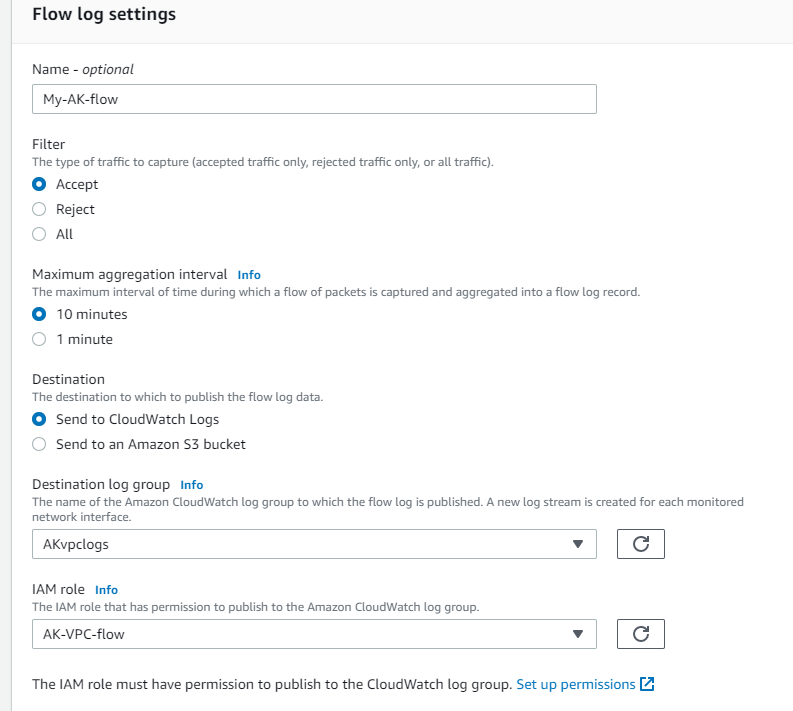 Flow log settings
Name - optional
My-AK-flow
Filter
The type of traffic to capture (accepted traffic only, rejected traffic only, or all traffic).
Accept
Reject
All
Maximum aggregation interval Info
The maximum interval of time during which a flow of packets is captured and aggregated into a flow log record.
10 minutes
1 minute
Destination
The destination to which to publish the flow log data.
Send to CloudWatch Logs
Send to an Amazon S3 bucket
Destination log group Info
The name of the Amazon CloudWatch log group to which the flow log is published. A new log stream is created for each monitored
network interface.
AKvpclogs
IAM role Info
The IAM role that has permission to publish to the Amazon CloudWatch log group.
AK-VPC-flow
The IAM role must have permission to publish to the CloudWatch log group. Set up permissions